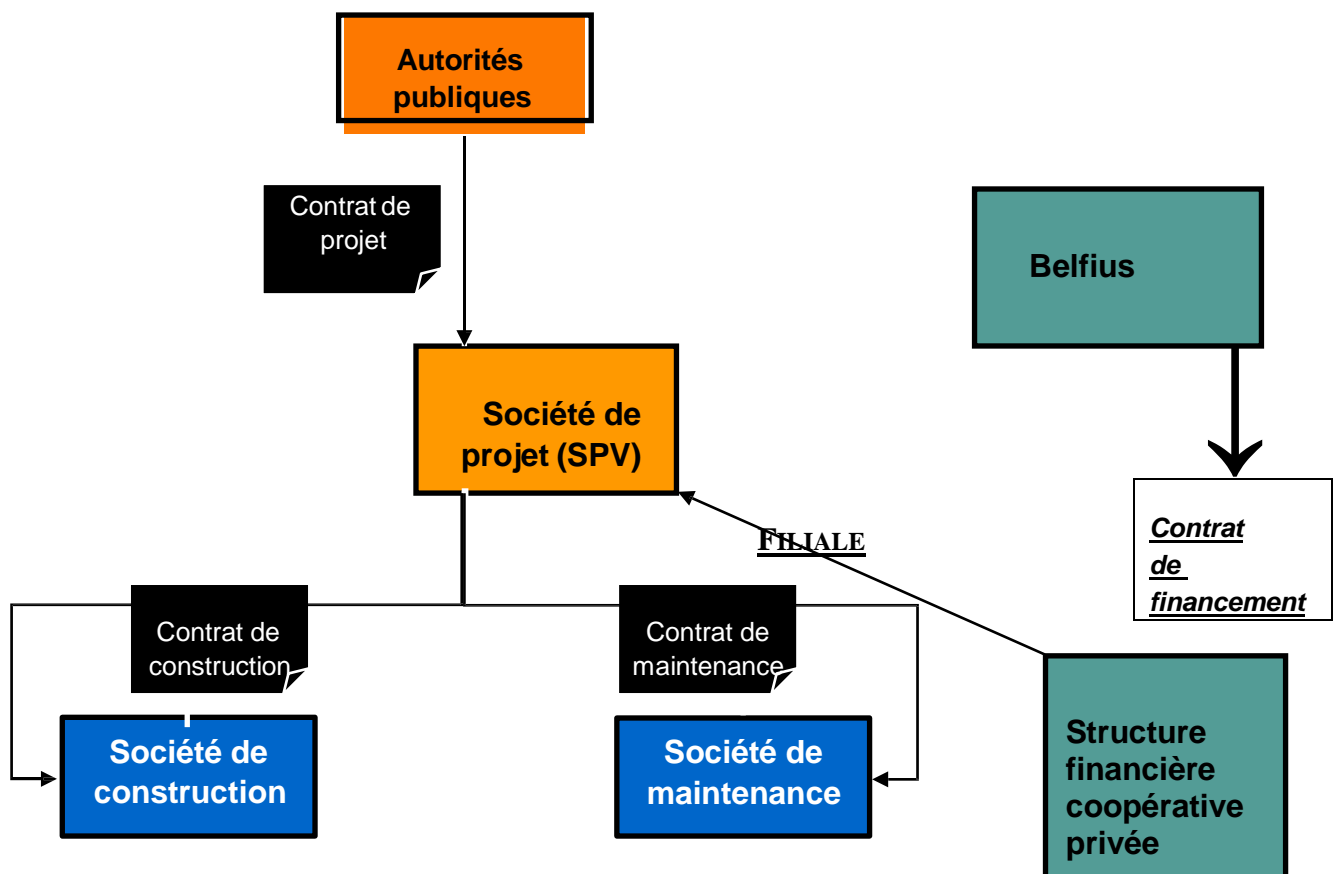 Autorités
publiques
Contrat de
projet
Belfius
Société de
projet (SPV)
Contrat
de
financement
FILIALE
Contrat de
construction
Contrat de
maintenance
Société de
construction
Société de
maintenance
Structure
financière
coopérative
privée